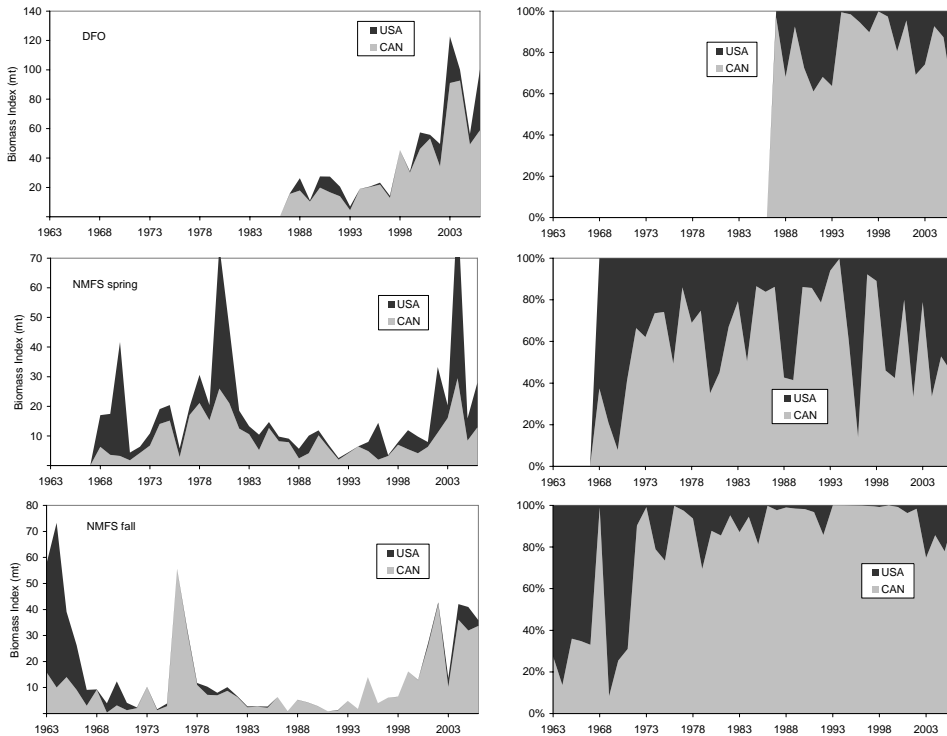 140
120
100
80
60
40
20
Biomass Index (mt)
DFO
USA
CAN
1963 1968 1973 1978 1983 1988 1993 1998 2003
100%
80%
60%
40%
20%
0%
USA
CAN
1963 1968 1973 1978 1983 1988 1993 1998 2003
70
60
50
40
30
20
10
Biomass Index (mt)
NMFS spring
USA
CAN
1963 1968 1973 1978 1983 1988 1993 1998 2003
100%
80%
60%
40%
20%
0%
USA
CAN
1963 1968 1973 1978 1983 1988 1993 1998 2003
80
70
60
50
40
30
20
10
Biomass Index (mt)
NMFS fall
USA
CAN
1963 1968 1973 1978 1983 1988 1993 1998 2003
100%
80%
60%
40%
20%
0%
USA
CAN
1963 1968 1973 1978 1983 1988 1993 1998 2003